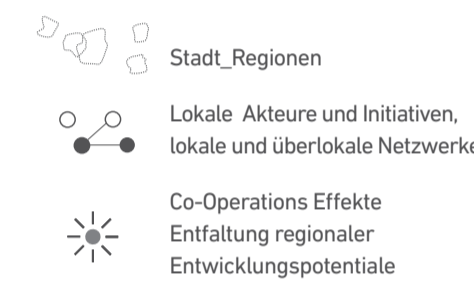 Stadt_Regionen
Lokale Akteure und Initiativen,
lokale und überlokale Netzwerke
Co-Operations Effekte
Entfaltung regionaler
Entwicklungspotentiale